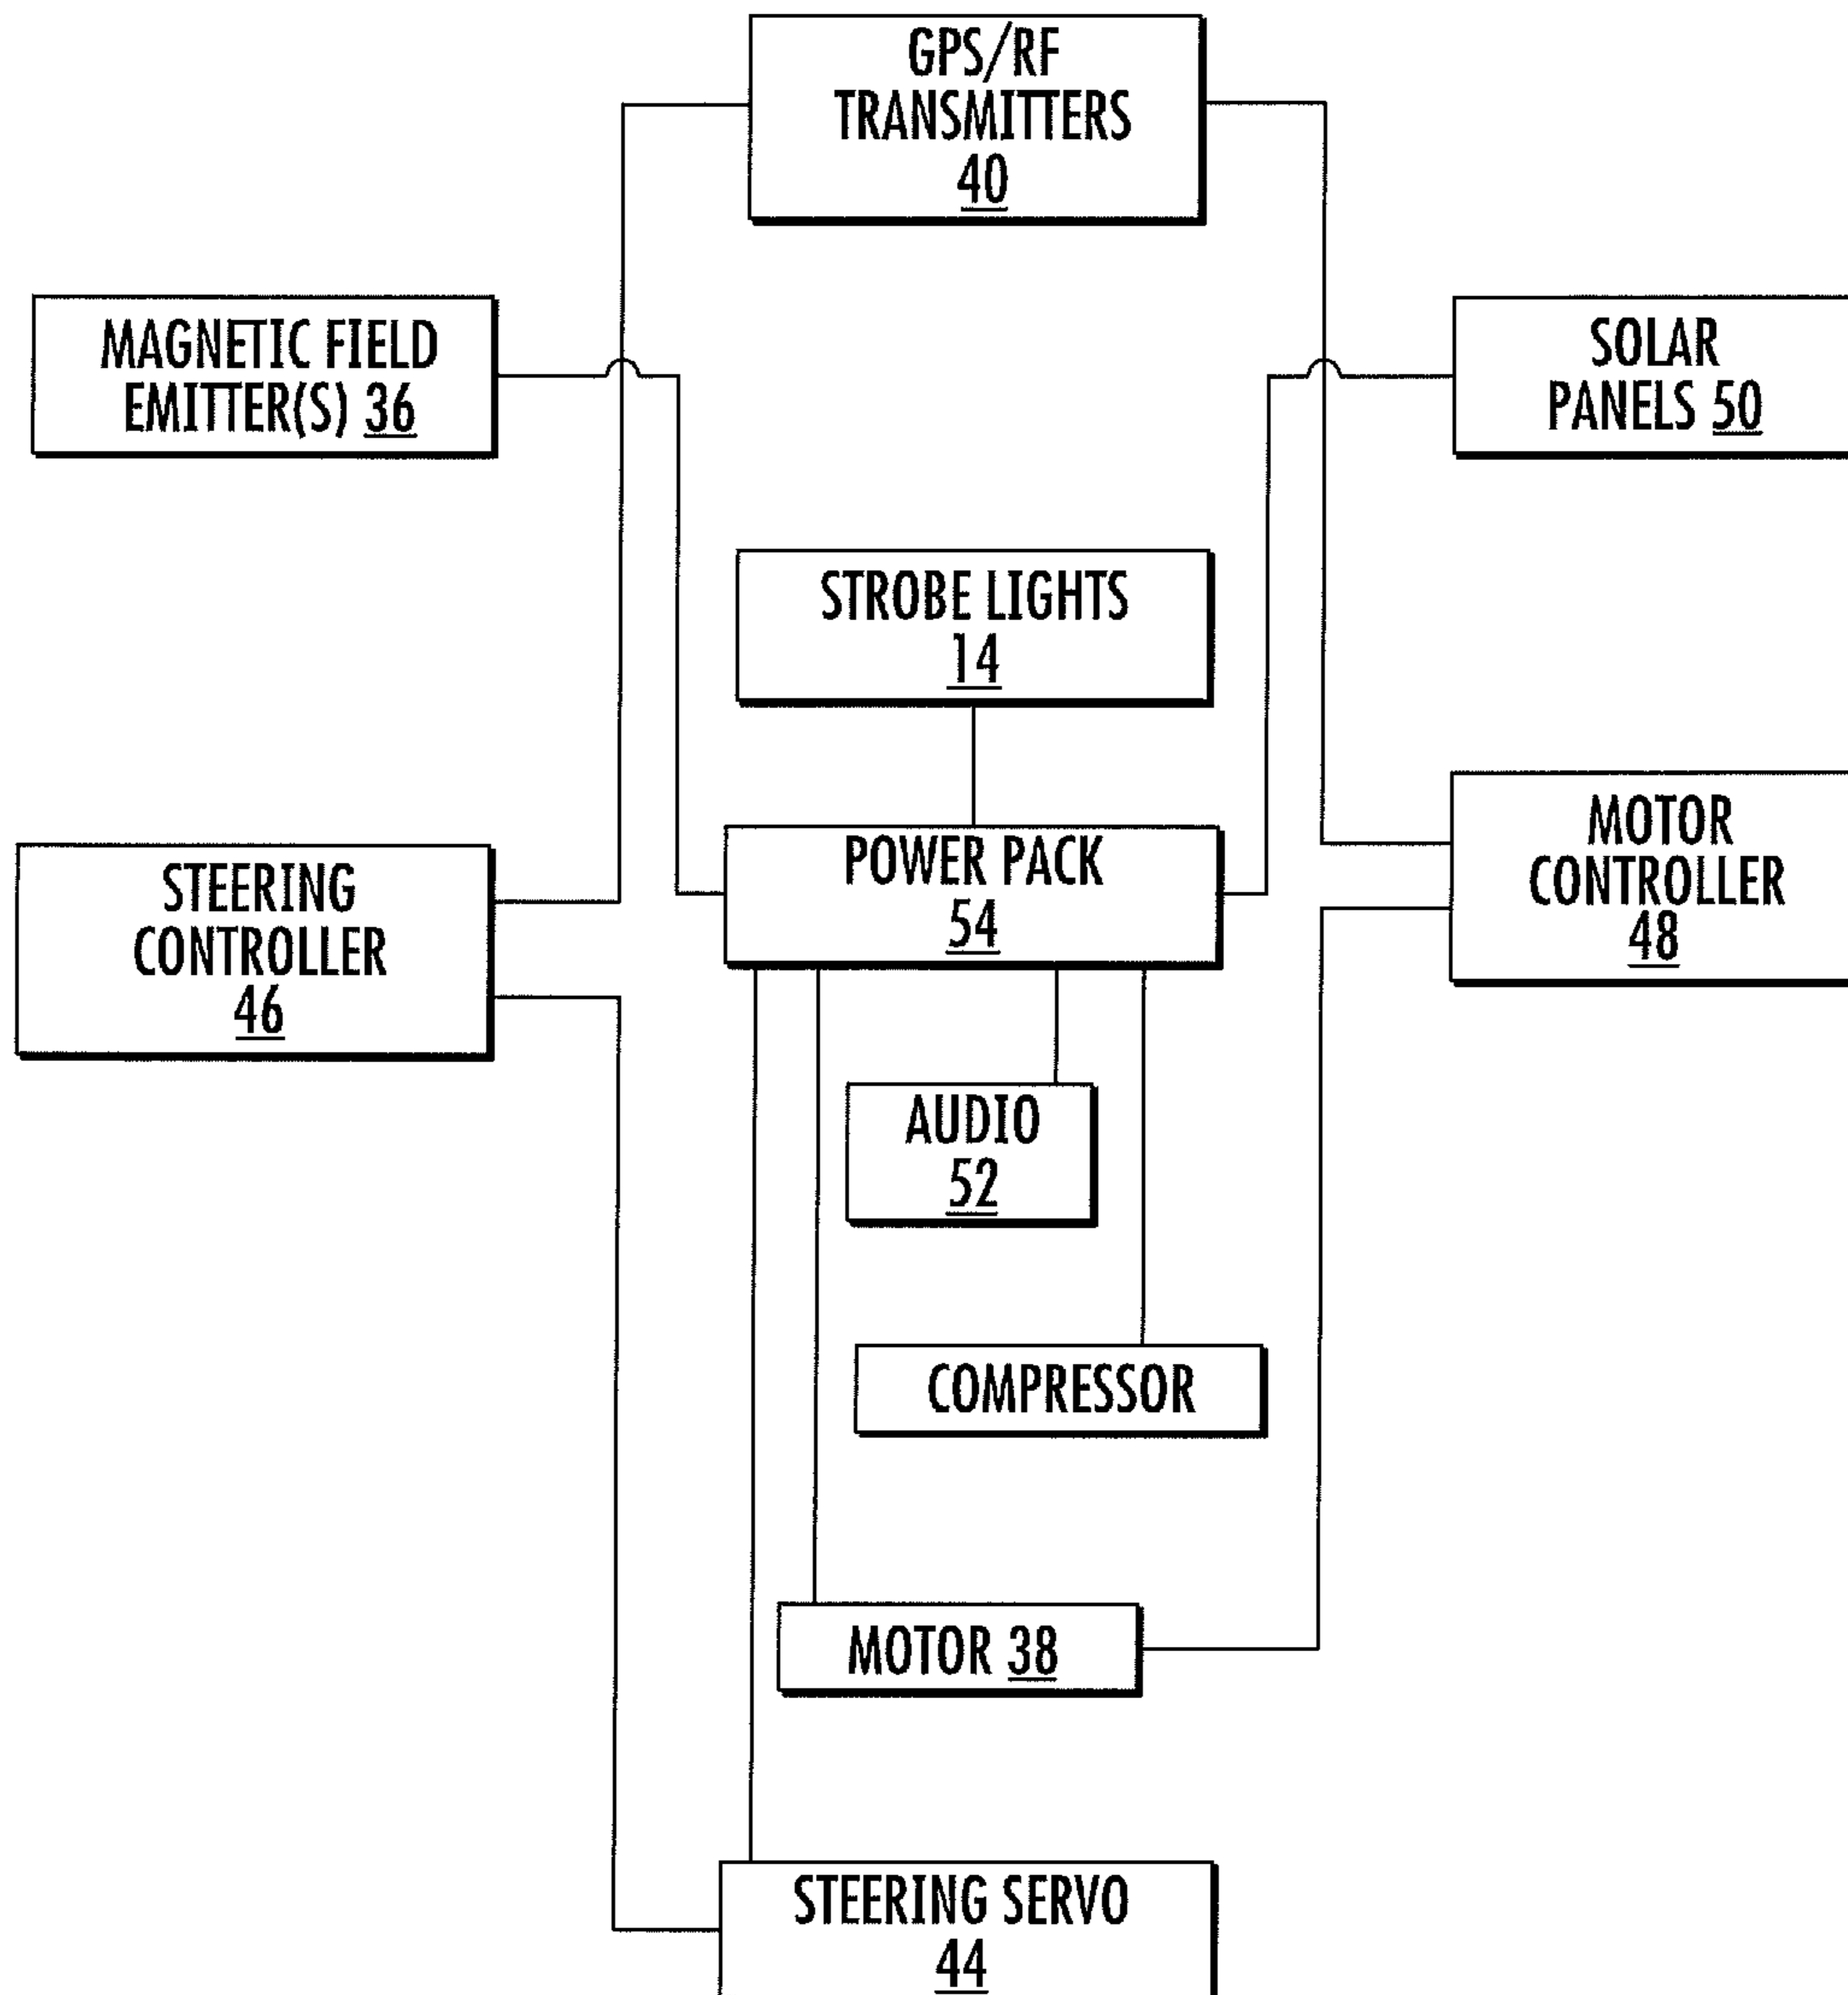 GPS/RF
TRANSMITTERS
40
MAGNETIC FIELD
EMITTER(S) 36
SOLAR
PANELS 50
STROBE LIGHTS
14
POWER PACK
54
STEERING
CONTROLLER
46
MOTOR
CONTROLLER
48
AUDIO
52
COMPRESSOR
MOTOR 38
STEERING SERVO
44